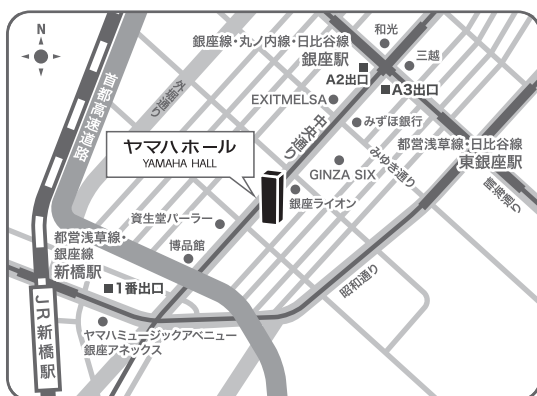 N
銀座線・丸ノ内線・日比谷線
銀座駅
和光
三越
A2出口
A3出口
EXITMELSA
みずほ銀行
首都高速道路
外堀通り
中央通り
都営浅草線・日比谷線
東銀座駅
みゆき通り
晴海通り
ヤマハホール
YAMAHA HALL
GINZA SIX
銀座ライオン
資生堂パーラー
博品館
都営浅草線・
銀座線
新橋駅
1番出口
昭和通り
JR新橋駅
ヤマハミュージックアベニュー
銀座アネックス